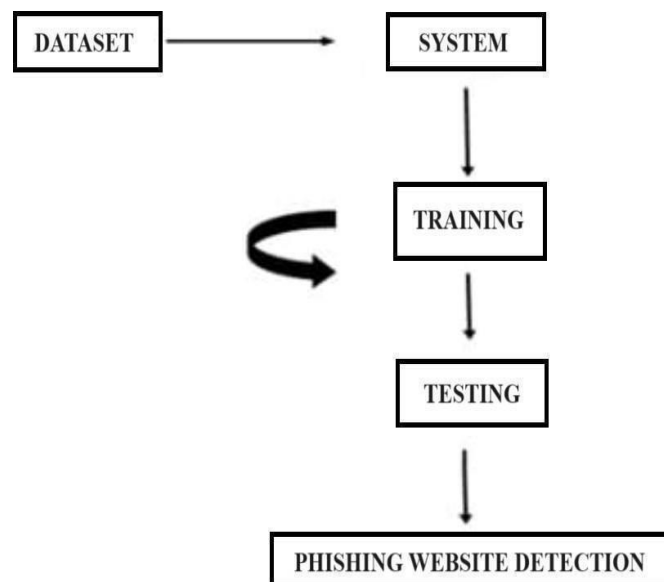 DATASET
SYSTEM
TRAINING
TESTING
PHISHING WEBSITE DETECTION